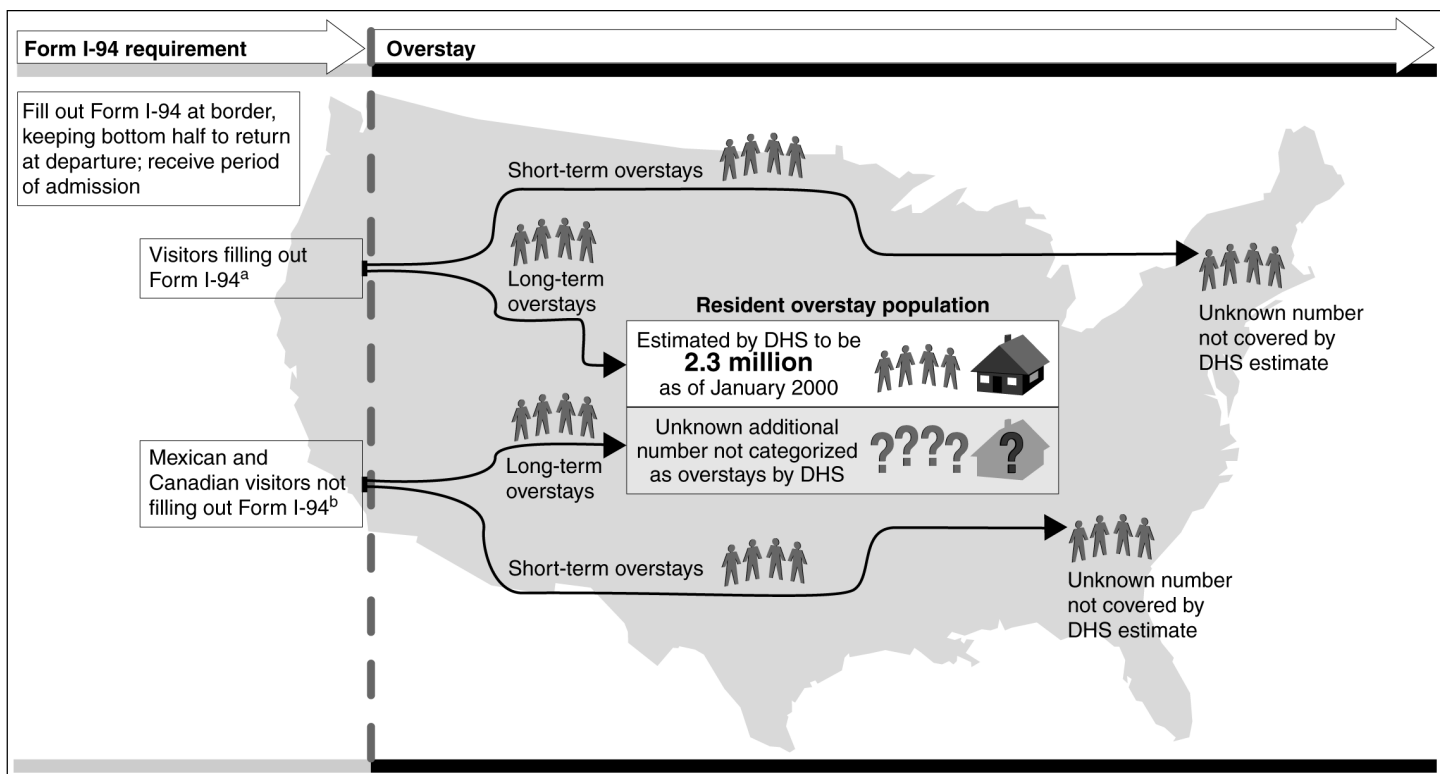 Form I-94 requirement
Overstay
Fill out Form I-94 at border,
keeping bottom half to return
at departure; receive period
of admission
Short-term overstays
Visitors filling out
Form I-94a
Long-term
overstays
Resident overstay population
Estimated by DHS to be
2.3 million
as of January 2000
Unknown number
not covered by
DHS estimate
Mexican and
Canadian visitors not
filling out Form I-94b
Long-term
overstays
Unknown additional
number not categorized
as overstays by DHS
????
?
Short-term overstays
Unknown number
not covered by
DHS estimate